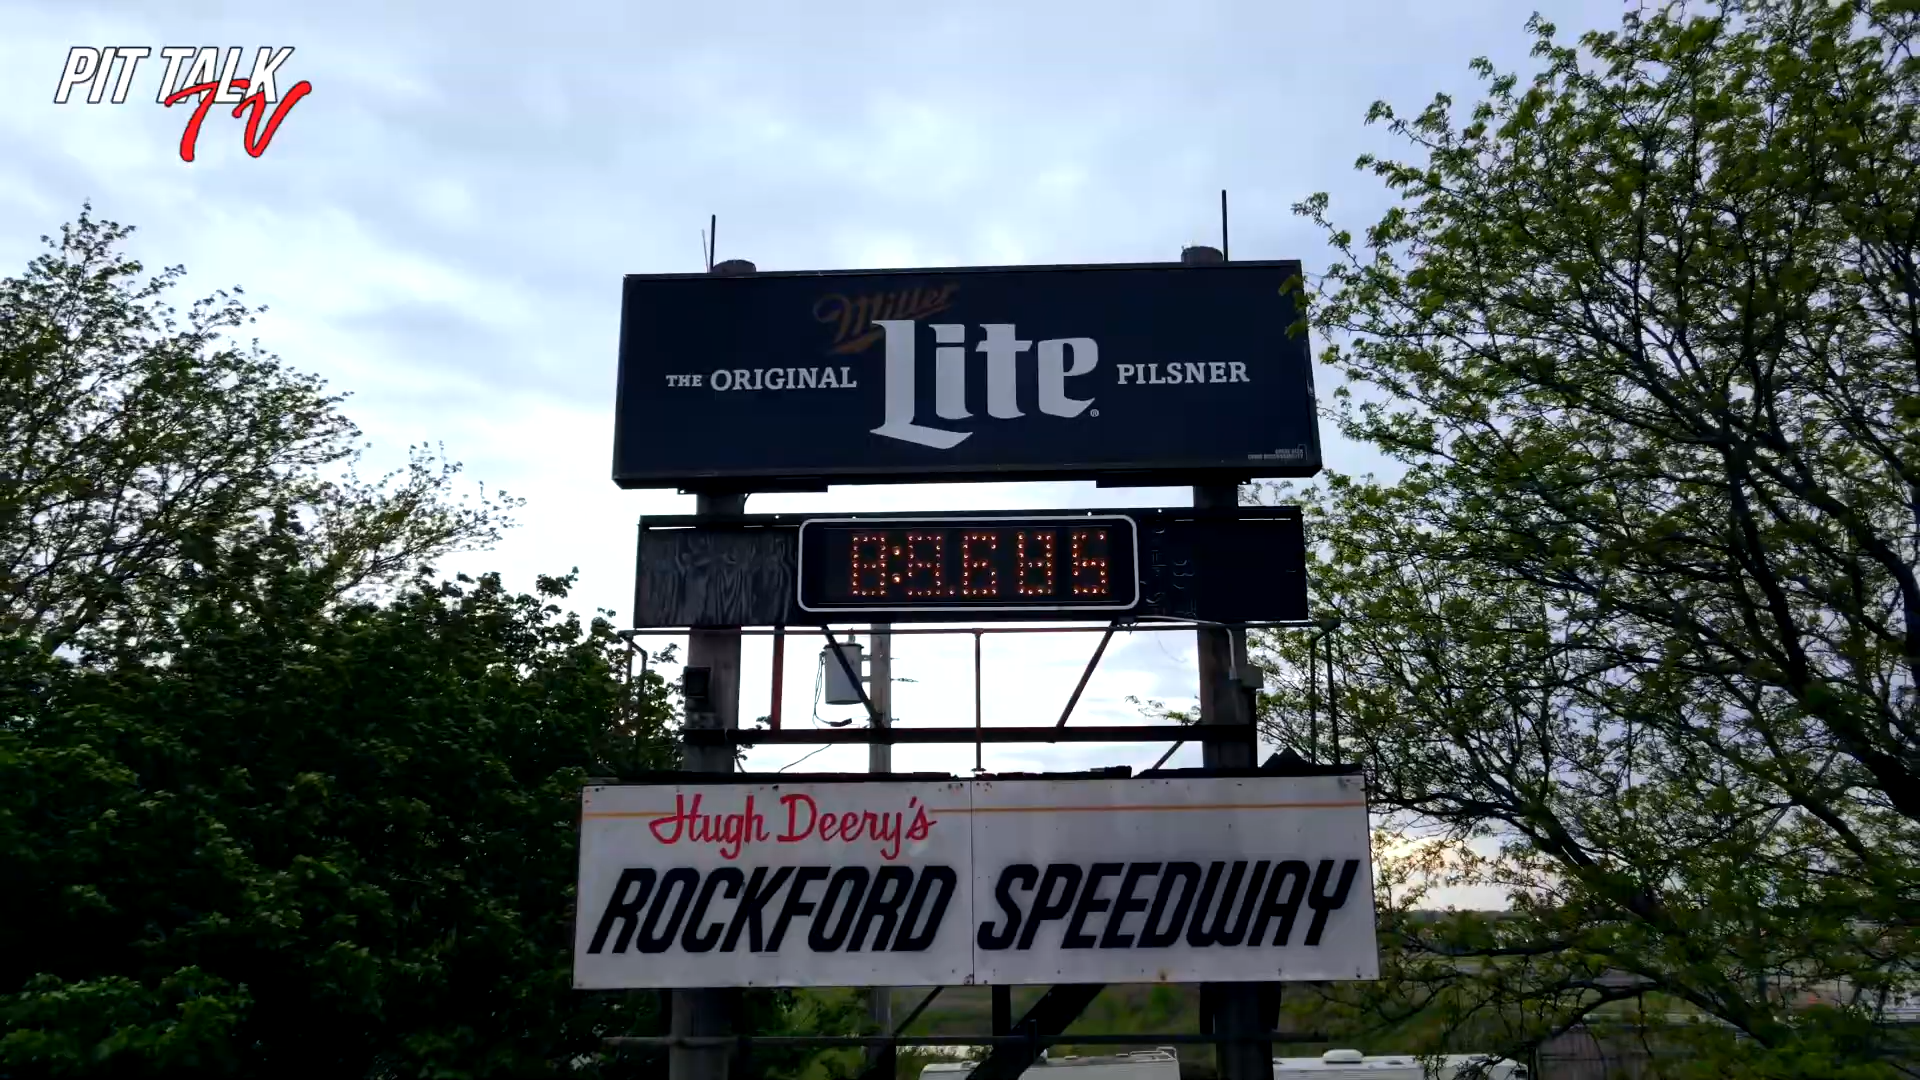 PIT TALK
TV
Miller
THE ORIGINAL Lite PILSNER
Hugh Deery's
ROCKFORD SPEEDWAY